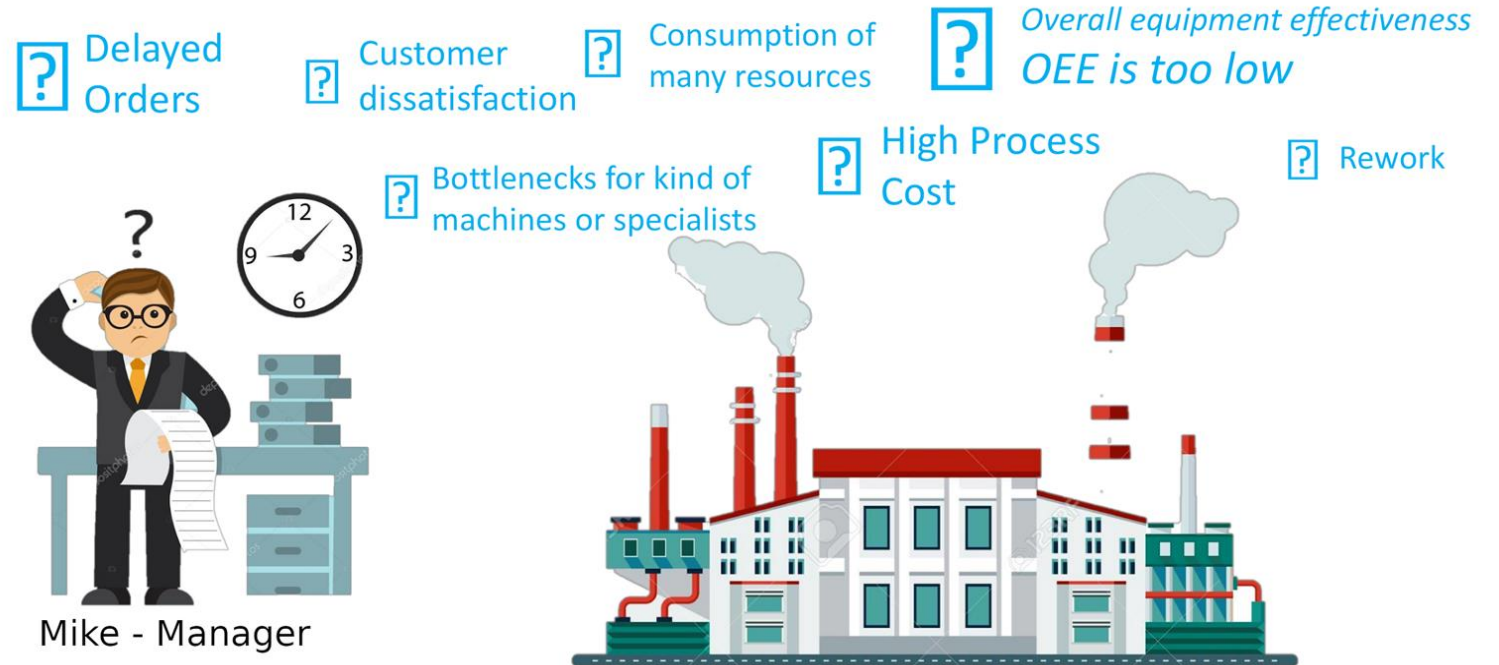 Delayed
Orders
Customer
dissatisfaction
Consumption of
many resources
Overall equipment effectiveness
OEE is too low
Bottlenecks for kind of
machines or specialists
High Process
Cost
Rework
?
12
9
3
6
Mike - Manager